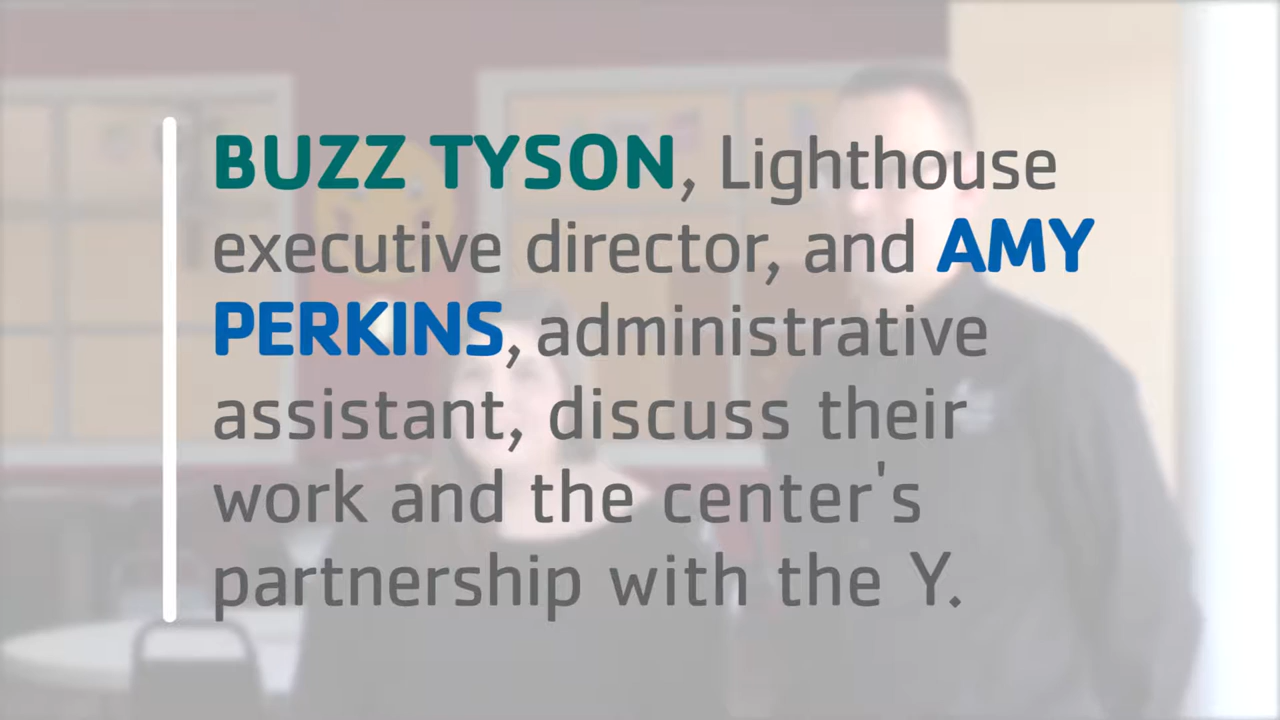 BUZZ TYSON, Lighthouse
executive director, and AMY
PERKINS, administrative
assistant, discuss their
work and the center's
partnership with the Y.